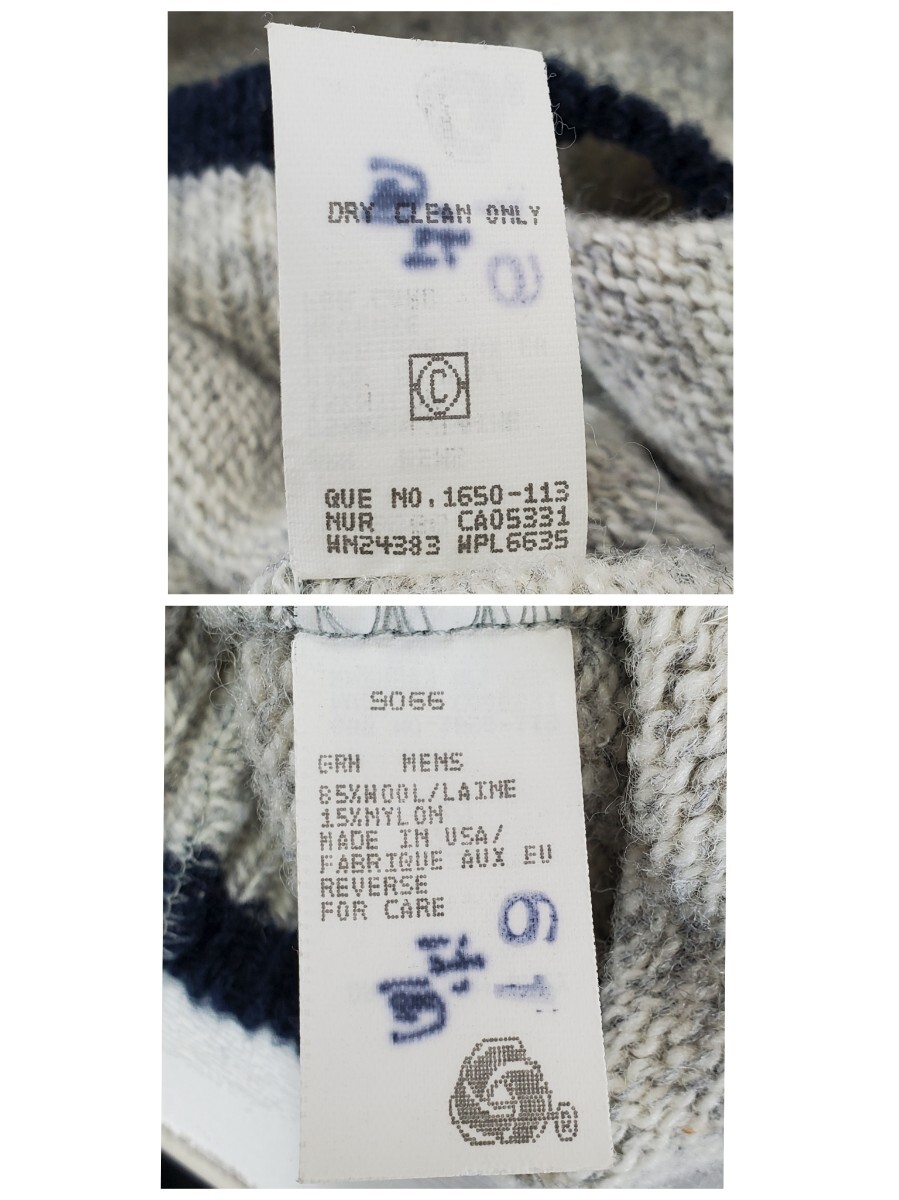 DRY CLEAN ONLY
C
QUE NO.1650-113
NUR CA05331
WN24383 WPL6635
9066
GRH MENS
85%WOOL/LAINE
15%NYLON
MADE IN USA/
FABRIQUE AUX EU
REVERSE
FOR CARE
61
®